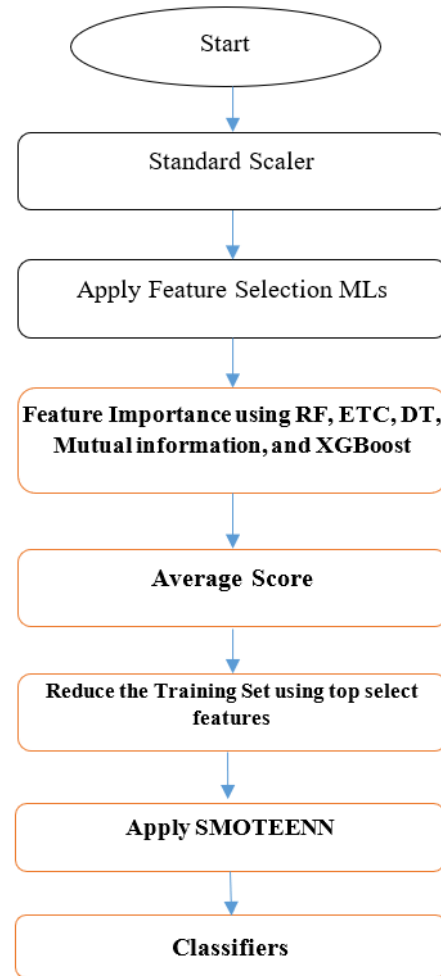 Start
Standard Scaler
Apply Feature Selection MLs
Feature Importance using RF, ETC, DT,
Mutual information, and XGBoost
Average Score
Reduce the Training Set using top select
features
Apply SMOTEENN
Classifiers